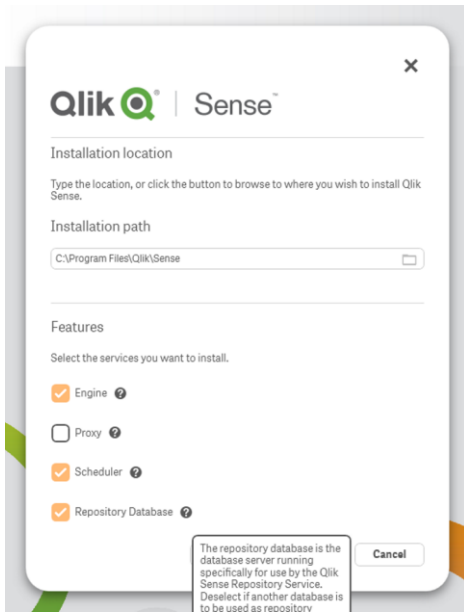 Qlik Q® | Sense™
Installation location
Type the location, or click the button to browse to where you wish to install Qlik
Sense.
Installation path
C:\Program Files\Qlik\Sense
Features
Select the services you want to install.
Engine ?
Proxy ?
Scheduler ?
Repository Database ?
The repository database is the
database server running
specifically for use by the Qlik
Sense Repository Service.
Deselect if another database is
to be used as repository
Cancel